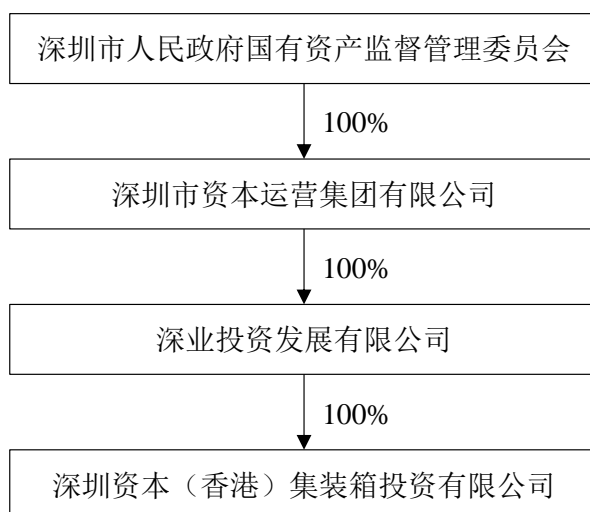 深圳市人民政府国有资产监督管理委员会
100%
深圳市资本运营集团有限公司
100%
深业投资发展有限公司
100%
深圳资本（香港）集装箱投资有限公司